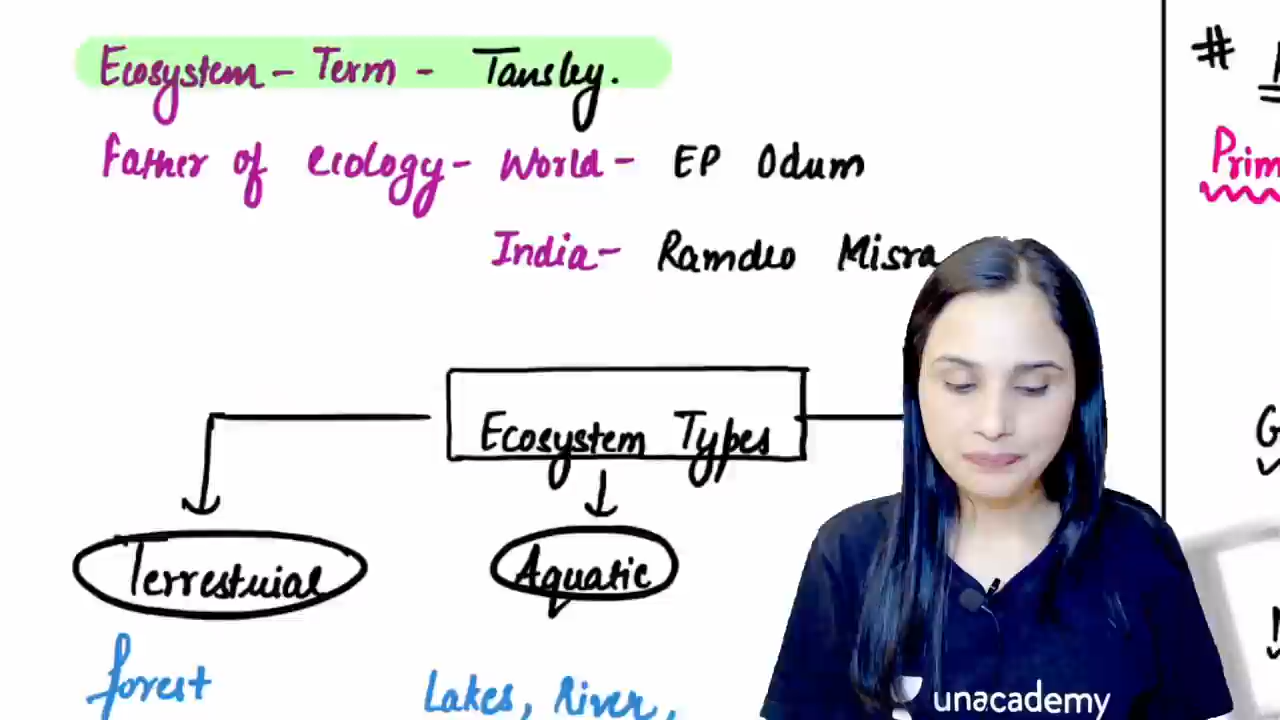 Ecosystem - Term - Tansley.
Father of ecology - World - EP Odum
India - Ramdeo Misra
Ecosystem Types
Terrestrial
Aquatic
forest
Lakes, River,
#
Prim
G
unacademy